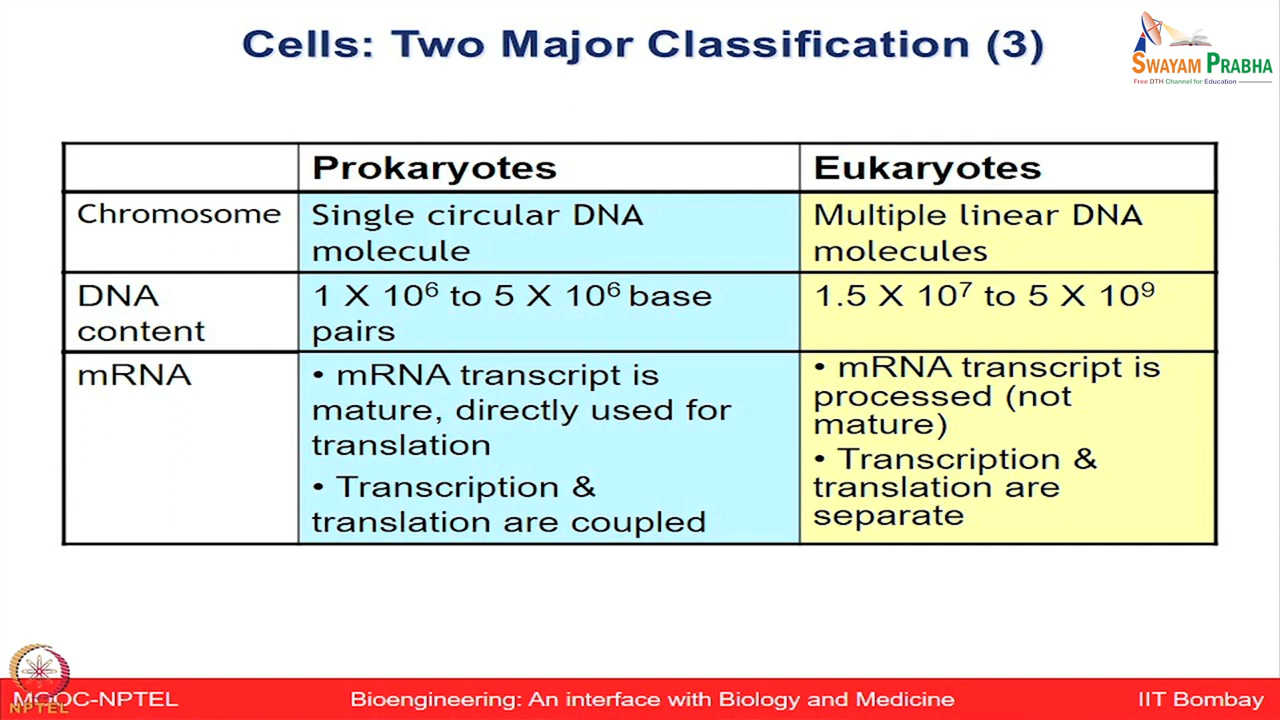 Cells: Two Major Classification (3)
SWAYAM PRABHA
Free DTH Channel for Education
Prokaryotes
Eukaryotes
Chromosome
Single circular DNA
molecule
Multiple linear DNA
molecules
DNA
content
1 X 10⁶ to 5 X 10⁶ base
pairs
1.5 X 10⁷ to 5 X 10⁹
mRNA
• mRNA transcript is
mature, directly used for
translation
• Transcription &
translation are coupled
• mRNA transcript is
processed (not
mature)
• Transcription &
translation are
separate
MOOC-NPTEL
NPTEL
Bioengineering: An interface with Biology and Medicine
IIT Bombay